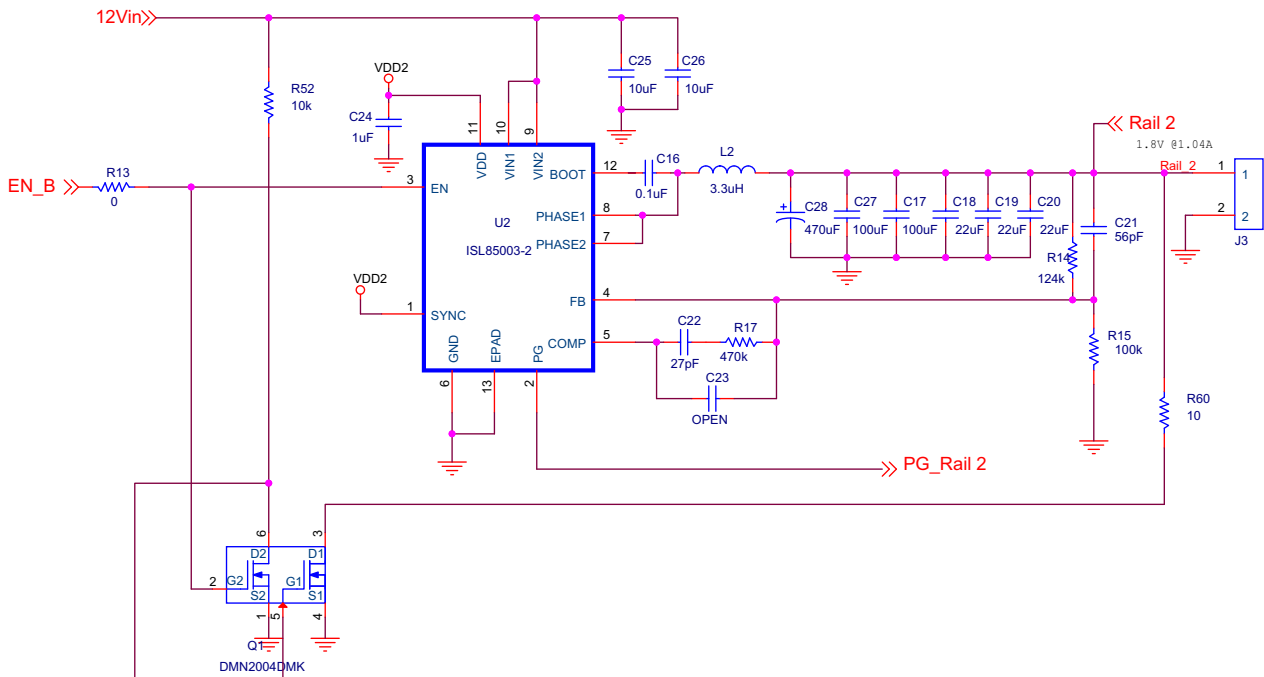 12Vin
VDD2
R52
10k
C24
1uF
C25
10uF
C26
10uF
11
10
9
VDD
VIN1
VIN2
EN_B
R13
0
3
EN
U2
ISL85003-2
BOOT
12
PHASE1
8
PHASE2
7
C16
0.1uF
L2
3.3uH
Rail 2
1.8V @1.04A
Rail_2
1
2
1
2
J3
C28
+
470uF
C27
100uF
C17
100uF
C18
22uF
C19
22uF
C20
22uF
R14
124k
C21
56pF
VDD2
1
SYNC
FB
4
COMP
5
GND
EPAD
PG
6
13
2
C22
27pF
R17
470k
C23
OPEN
R15
100k
R60
10
PG_Rail 2
6
3
D2
D1
2
G2
G1
S2
S1
1
5
4
Q1
DMN2004DMK